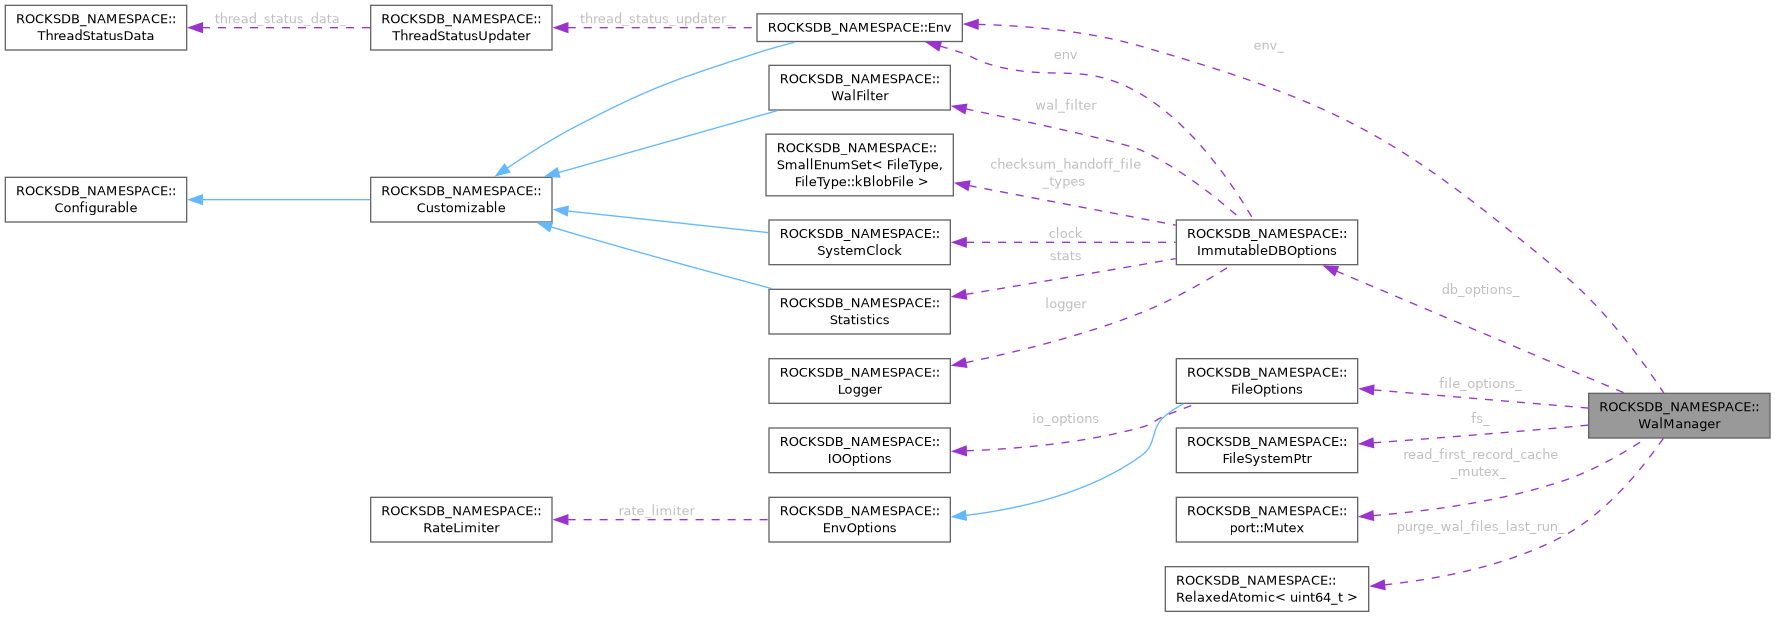 ROCKSDB_NAMESPACE::
ThreadStatusData
thread_status_data_
ROCKSDB_NAMESPACE::
ThreadStatusUpdater
thread_status_updater_
ROCKSDB_NAMESPACE::Env
env_
env
ROCKSDB_NAMESPACE::
WalFilter
wal_filter
ROCKSDB_NAMESPACE::
SmallEnumSet< FileType,
FileType::kBlobFile >
checksum_handoff_file
_types
ROCKSDB_NAMESPACE::
Configurable
ROCKSDB_NAMESPACE::
Customizable
ROCKSDB_NAMESPACE::
SystemClock
clock
stats
ROCKSDB_NAMESPACE::
ImmutableDBOptions
db_options_
ROCKSDB_NAMESPACE::
Statistics
logger
ROCKSDB_NAMESPACE::
Logger
ROCKSDB_NAMESPACE::
FileOptions
file_options_
ROCKSDB_NAMESPACE::
WalManager
io_options
fs_
ROCKSDB_NAMESPACE::
IOOptions
ROCKSDB_NAMESPACE::
FileSystemPtr
read_first_record_cache
_mutex_
ROCKSDB_NAMESPACE::
RateLimiter
rate_limiter
ROCKSDB_NAMESPACE::
EnvOptions
ROCKSDB_NAMESPACE::
port::Mutex
purge_wal_files_last_run_
ROCKSDB_NAMESPACE::
RelaxedAtomic< uint64_t >